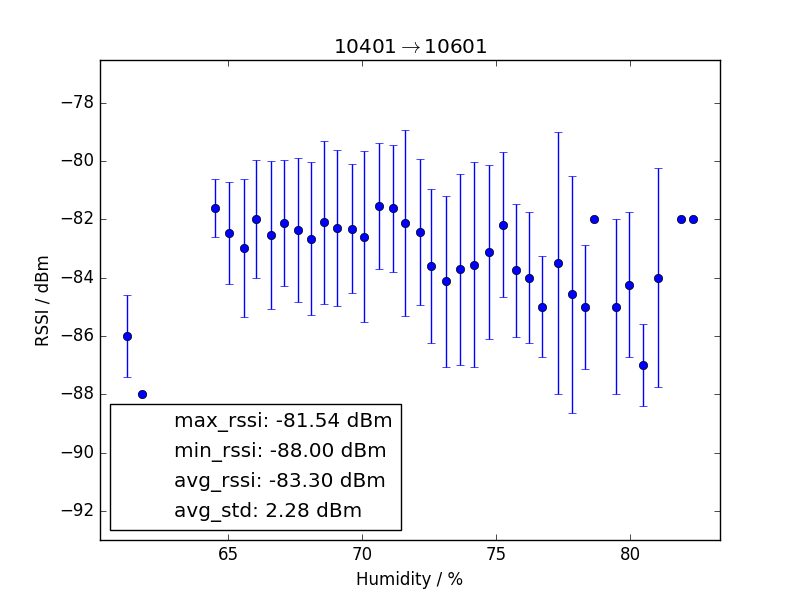 10401→10601
−78
−80
−82
−84
−86
−88
−90
−92
RSSI / dBm
max_rssi: -81.54 dBm
min_rssi: -88.00 dBm
avg_rssi: -83.30 dBm
avg_std: 2.28 dBm
65 70 75 80
Humidity / %